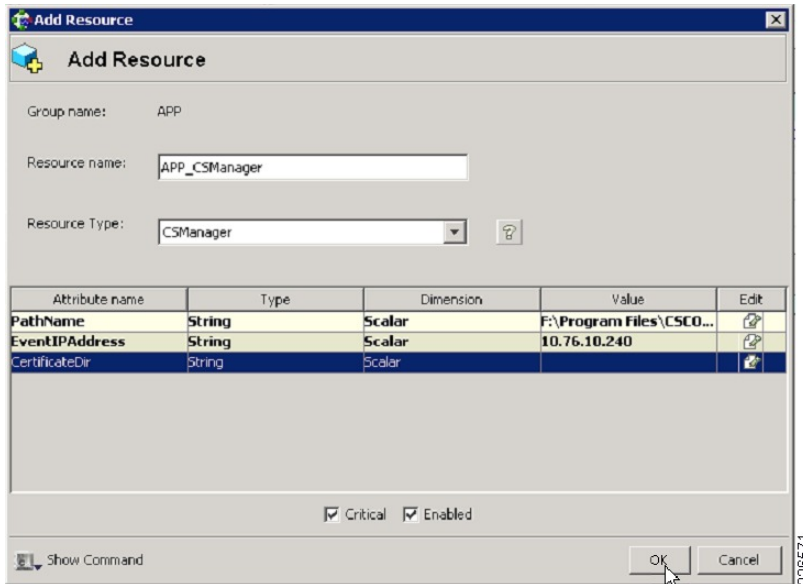 Add Resource
Add Resource
Group name: APP
Resource name: APP_CSManager
Resource Type: CSManager
Attribute name Type Dimension Value Edit
PathName String Scalar F:\Program Files\CSCO...
EventIPAddress String Scalar 10.76.10.240
CertificateDir String Scalar
Critical Enabled
Show Command OK Cancel